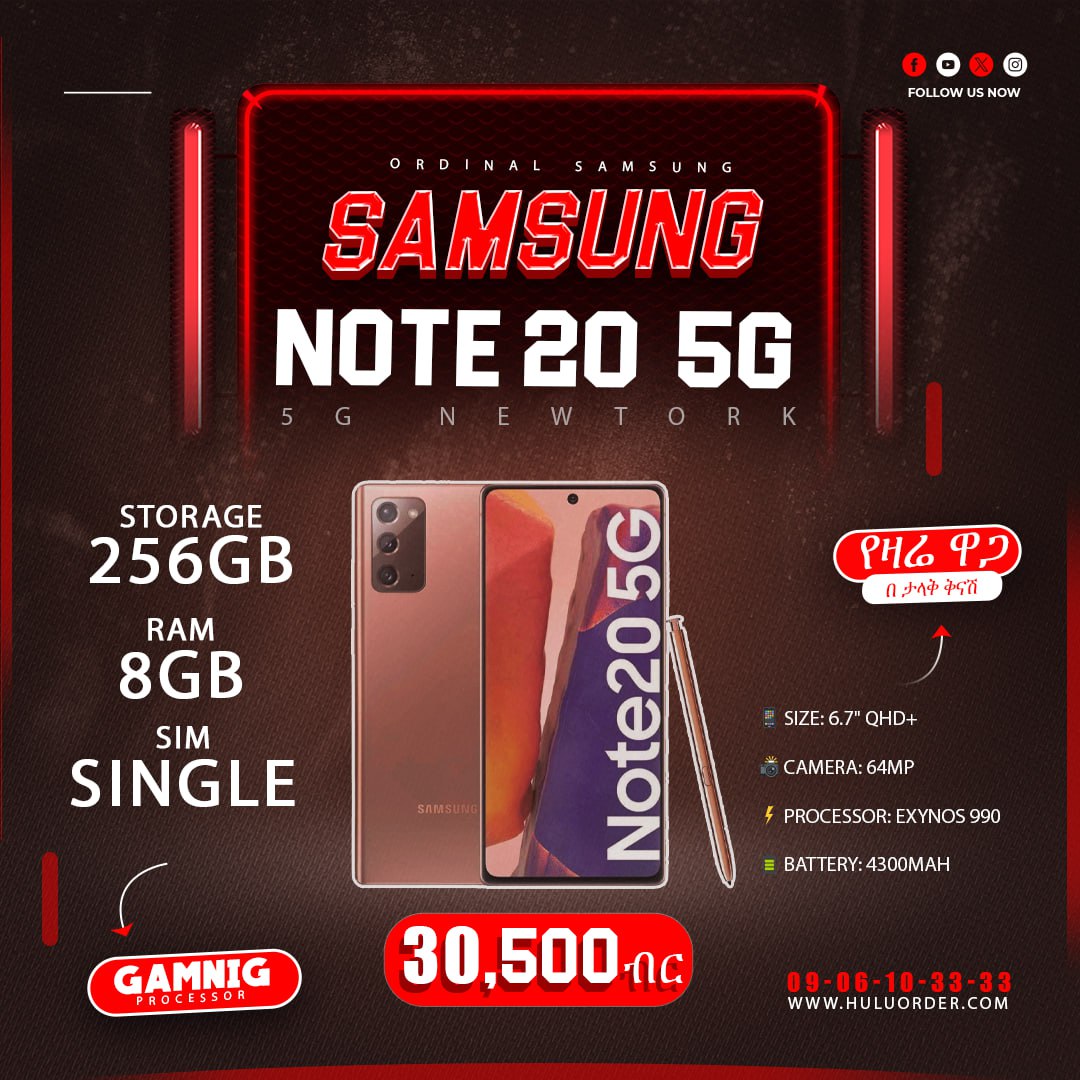 FOLLOW US NOW
ORDINAL SAMSUNG
SAMSUNG
NOTE 20 5G
5G NEWTORK
STORAGE
256GB
RAM
8GB
SIM
SINGLE
SAMSUNG
Note20 5G
የዛሬ ዋጋ
በ ታላቅ ቅናሽ
SIZE: 6.7" QHD+
CAMERA: 64MP
PROCESSOR: EXYNOS 990
BATTERY: 4300MAH
GAMNIG
PROCESSOR
30,500 ብር
09-06-10-33-33
WWW.HULUORDER.COM